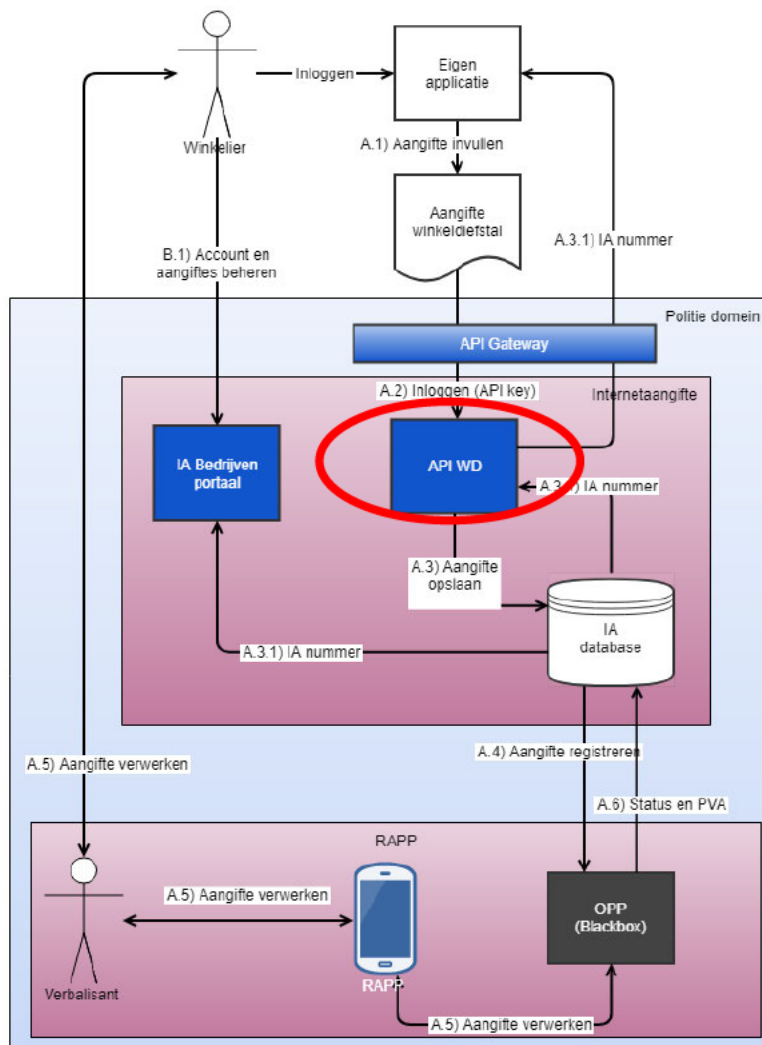 Inloggen
Eigen
applicatie
Winkelier
A.1) Aangifte invullen
Aangifte
winkeldiefstal
A.3.1) IA nummer
B.1) Account en
aangiftes beheren
Politie domein
API Gateway
A.2) Inloggen (API key)
Internetaangifte
IA Bedrijven
portaal
API WD
IA nummer
A.3) Aangifte
opslaan
IA
database
A.3.1) IA nummer
A.4) Aangifte registreren
A.5) Aangifte verwerken
A.6) Status en PVA
RAPP
A.5) Aangifte verwerken
OPP
(Blackbox)
RAPP
Verbalisant
A.5) Aangifte verwerken